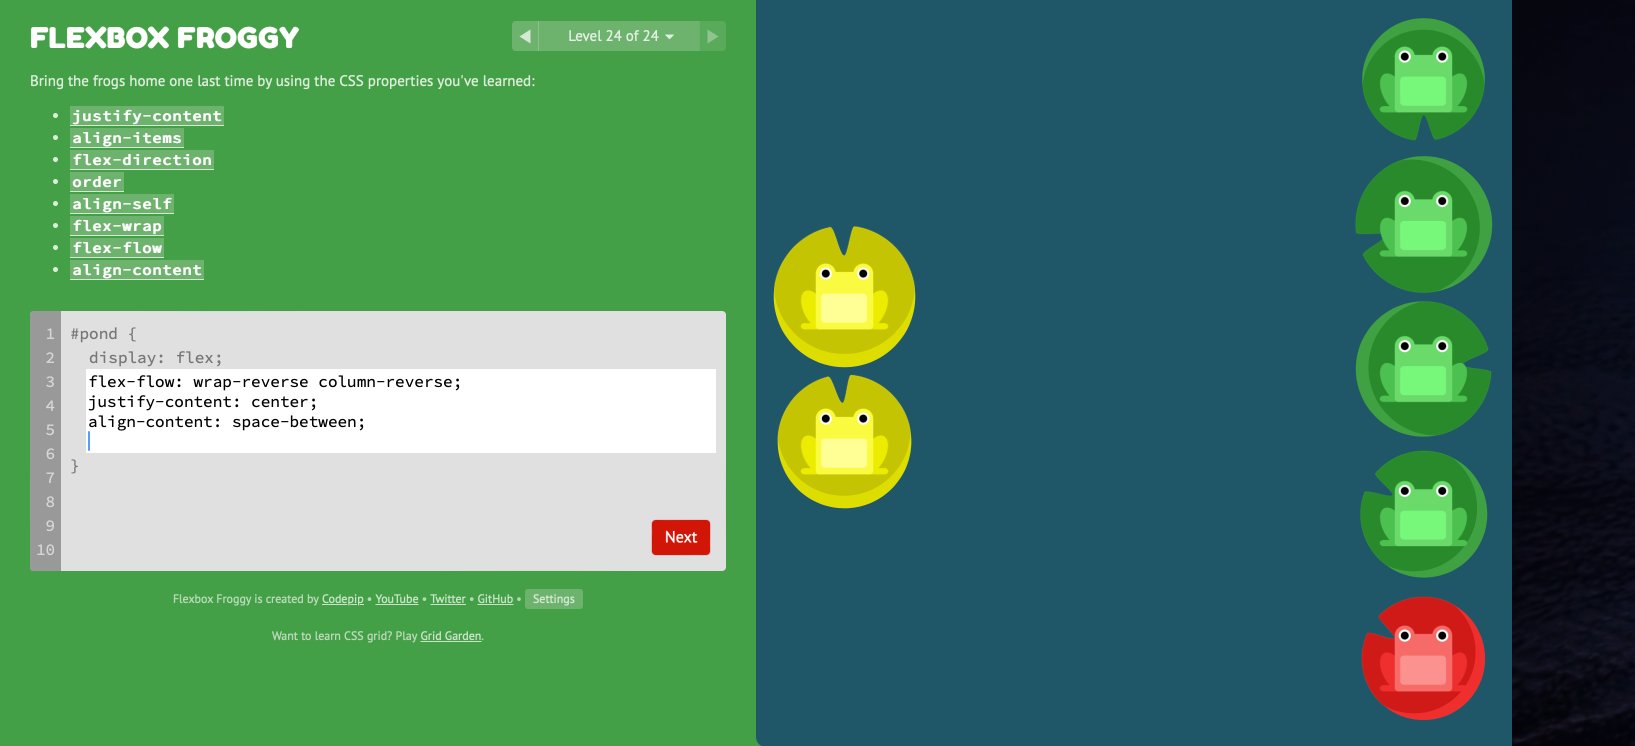 FLEXBOX FROGGY
Level 24 of 24
Bring the frogs home one last time by using the CSS properties you've learned:
• justify-content
• align-items
• flex-direction
• order
• align-self
• flex-wrap
• flex-flow
• align-content
1 #pond {
2 display: flex;
3 flex-flow: wrap-reverse column-reverse;
4 justify-content: center;
5 align-content: space-between;
6
7 }
8
9
10
Next
Flexbox Froggy is created by Codepip • YouTube • Twitter • GitHub • Settings
Want to learn CSS grid? Play Grid Garden.